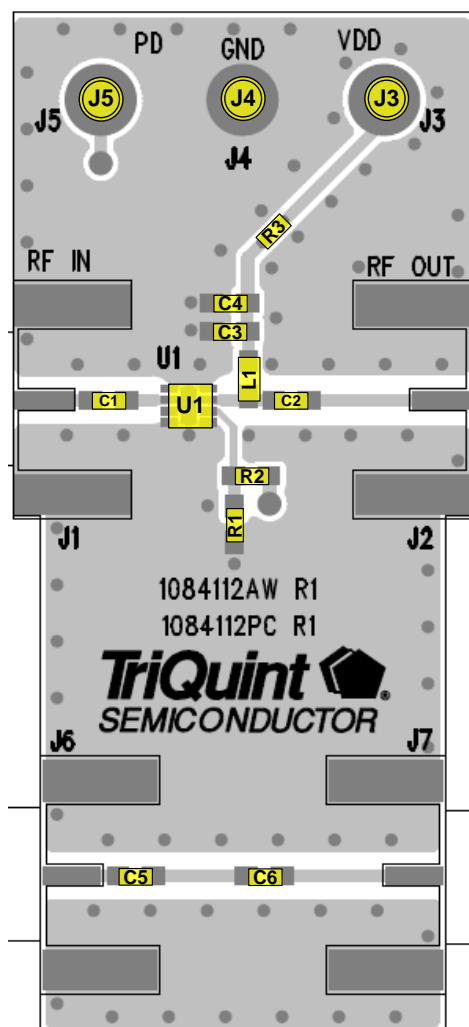 PD
GND
VDD
J5
J4
J3
J5
J4
J3
R3
RF IN
RF OUT
C4
C3
U1
L1
C1
U1
C2
R2
R1
J1
J2
1084112AW R1
1084112PC R1
TriQuint
SEMICONDUCTOR
J6
J7
C5
C6